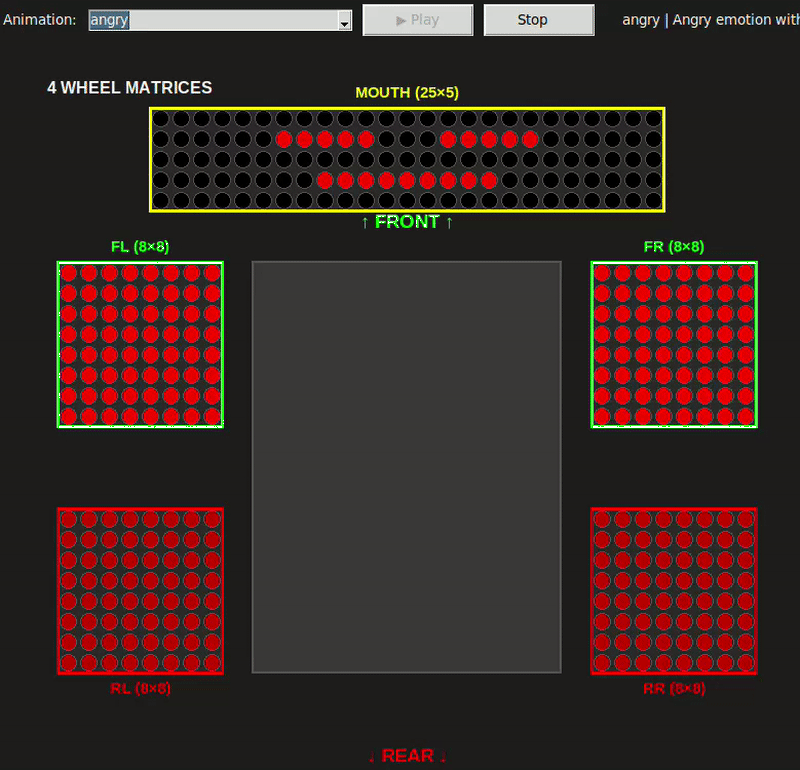 Animation: angry ▶ Play Stop angry | Angry emotion with
4 WHEEL MATRICES
MOUTH (25×5)
↑ FRONT ↑
FL (8×8) FR (8×8)
RL (8×8) RR (8×8)
↓ REAR ↓